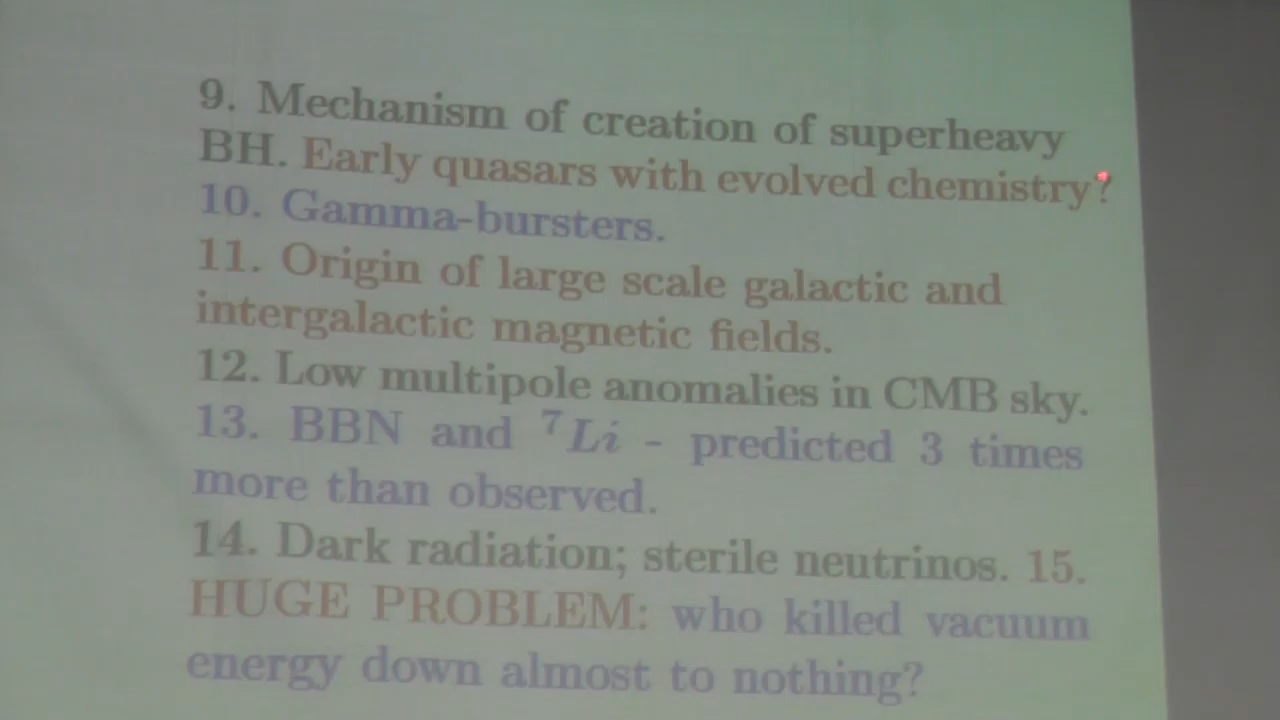 9. Mechanism of creation of superheavy
BH. Early quasars with evolved chemistry?
10. Gamma-bursters.
11. Origin of large scale galactic and
intergalactic magnetic fields.
12. Low multipole anomalies in CMB sky.
13. BBN and ⁷Li - predicted 3 times
more than observed.
14. Dark radiation; sterile neutrinos. 15.
HUGE PROBLEM: who killed vacuum
energy down almost to nothing?